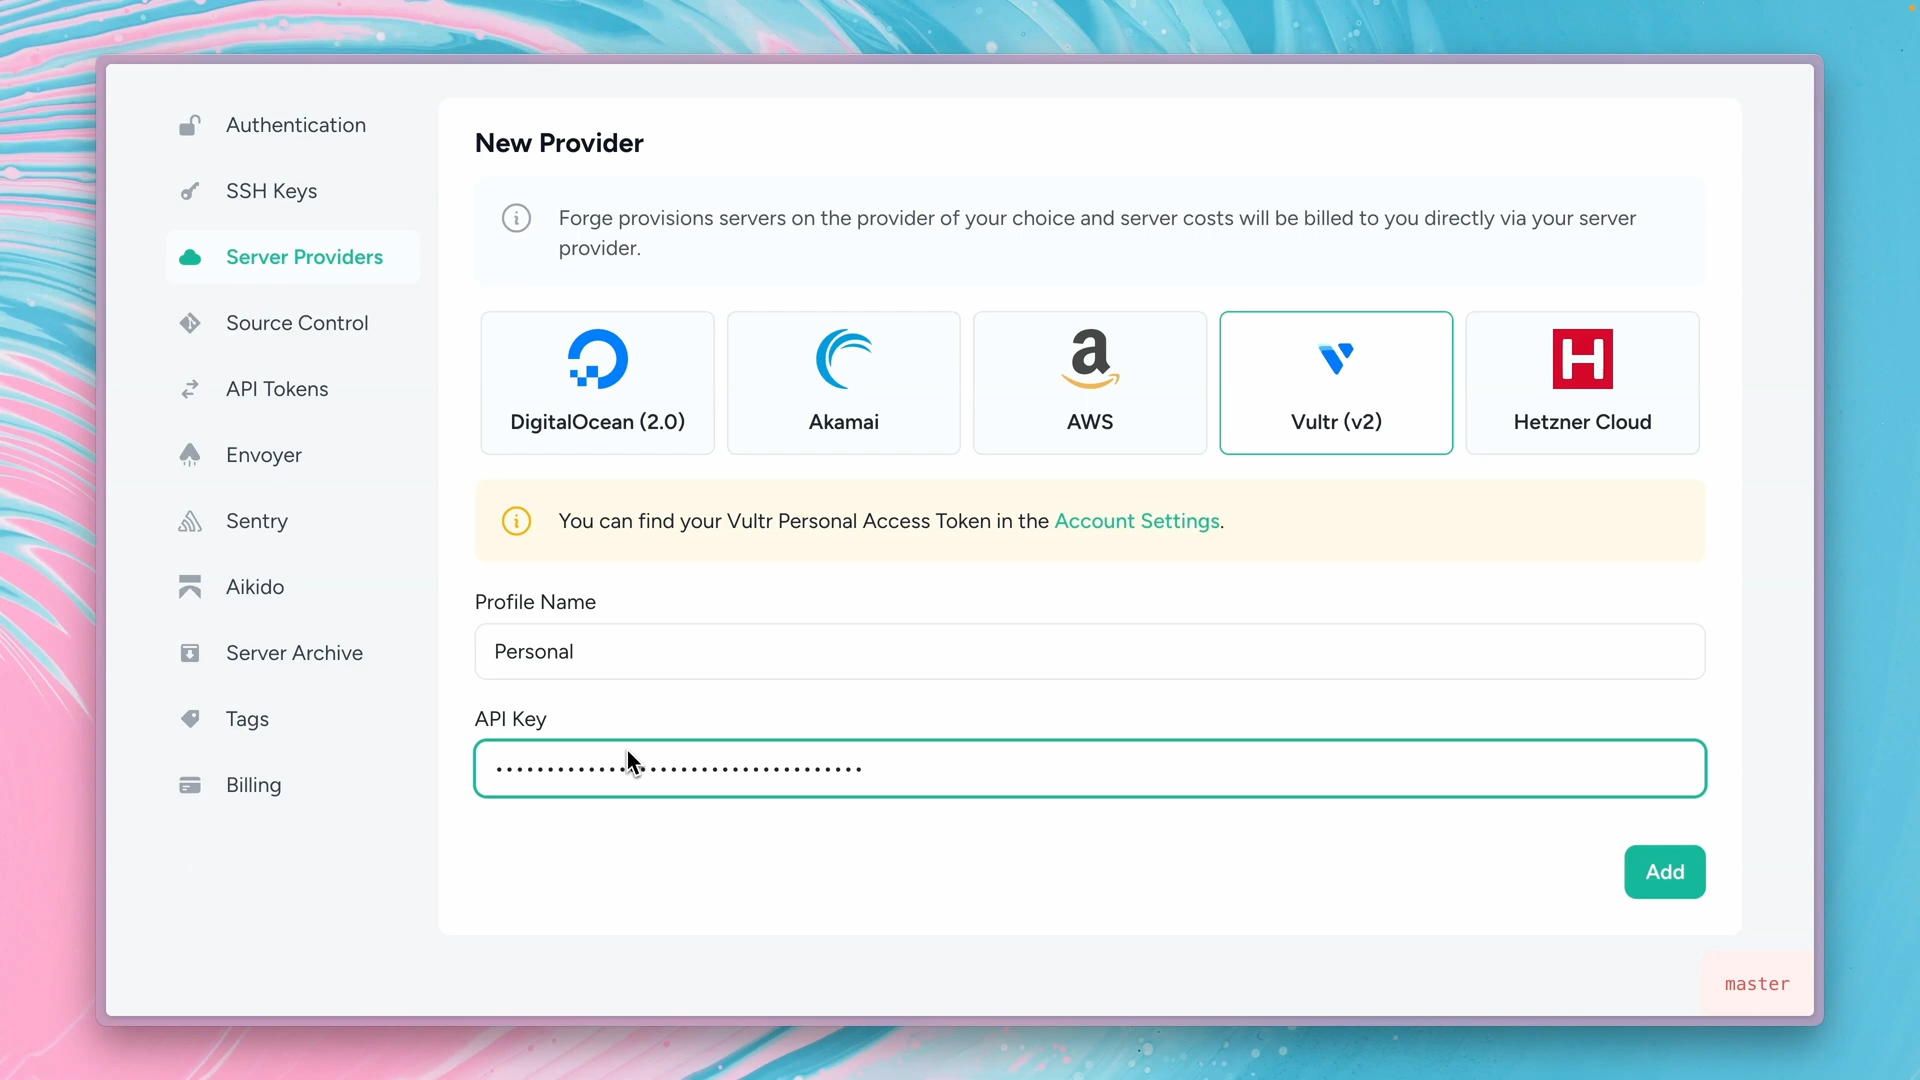 Authentication
SSH Keys
Server Providers
Source Control
API Tokens
Envoyer
Sentry
Aikido
Server Archive
Tags
Billing
New Provider
Forge provisions servers on the provider of your choice and server costs will be billed to you directly via your server
provider.
DigitalOcean (2.0)
Akamai
a
AWS
Vultr (v2)
H
Hetzner Cloud
You can find your Vultr Personal Access Token in the Account Settings.
Profile Name
Personal
API Key
Add
master